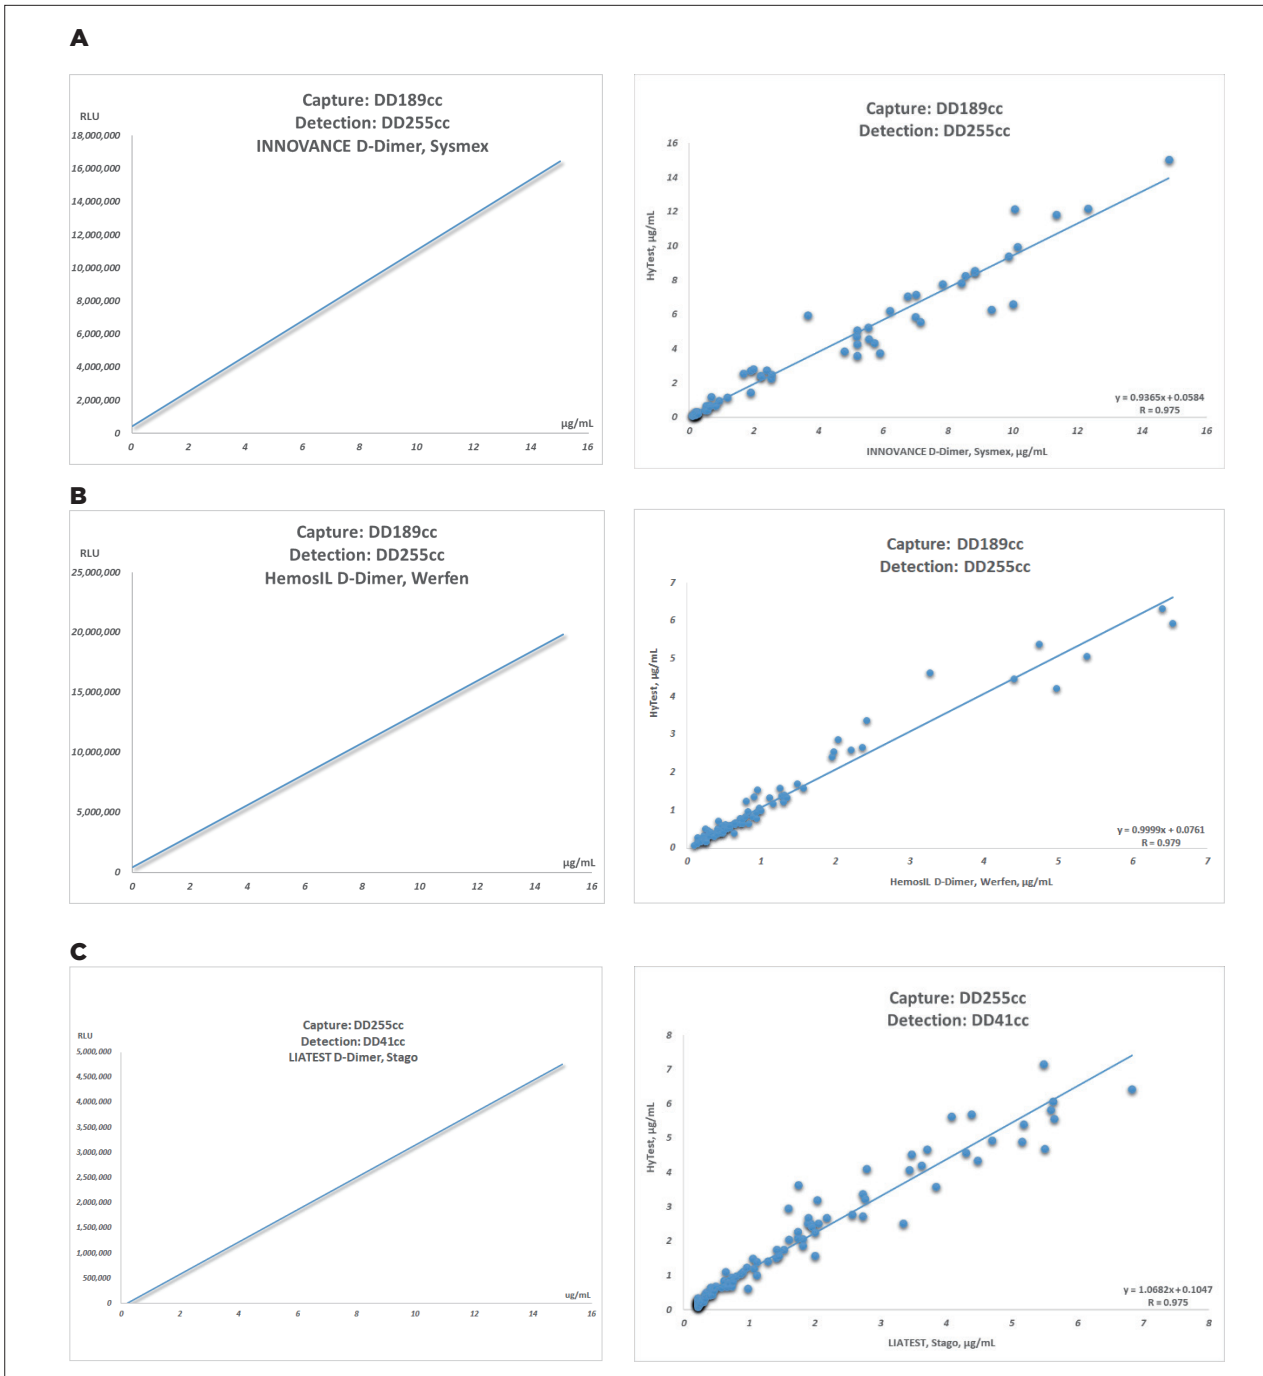 A
Capture: DD189cc
Detection: DD255cc
INNOVANCE D-Dimer, Sysmex
RLU
18,000,000
16,000,000
14,000,000
12,000,000
10,000,000
8,000,000
6,000,000
4,000,000
2,000,000
0
µg/mL
0 2 4 6 8 10 12 14 16
Capture: DD189cc
Detection: DD255cc
HyTest, µg/mL
16
14
12
10
8
6
4
2
0
y = 0.9365x + 0.0584
R = 0.975
0 2 4 6 8 10 12 14 16
INNOVANCE D-Dimer, Sysmex, µg/mL
B
Capture: DD189cc
Detection: DD255cc
HemosIL D-Dimer, Werfen
RLU
25,000,000
20,000,000
15,000,000
10,000,000
5,000,000
0
µg/mL
0 2 4 6 8 10 12 14 16
Capture: DD189cc
Detection: DD255cc
HyTest, µg/mL
7
6
5
4
3
2
1
0
y = 0.9999x + 0.0761
R = 0.979
0 1 2 3 4 5 6 7
HemosIL D-Dimer, Werfen, µg/mL
C
Capture: DD255cc
Detection: DD41cc
LIATEST D-Dimer, Stago
RLU
5,000,000
4,500,000
4,000,000
3,500,000
3,000,000
2,500,000
2,000,000
1,500,000
1,000,000
500,000
0
ug/mL
0 2 4 6 8 10 12 14 16
Capture: DD255cc
Detection: DD41cc
HyTest, µg/mL
8
7
6
5
4
3
2
1
0
y = 1.0682x + 0.1047
R = 0.975
0 1 2 3 4 5 6 7 8
LIATEST, Stago, µg/mL